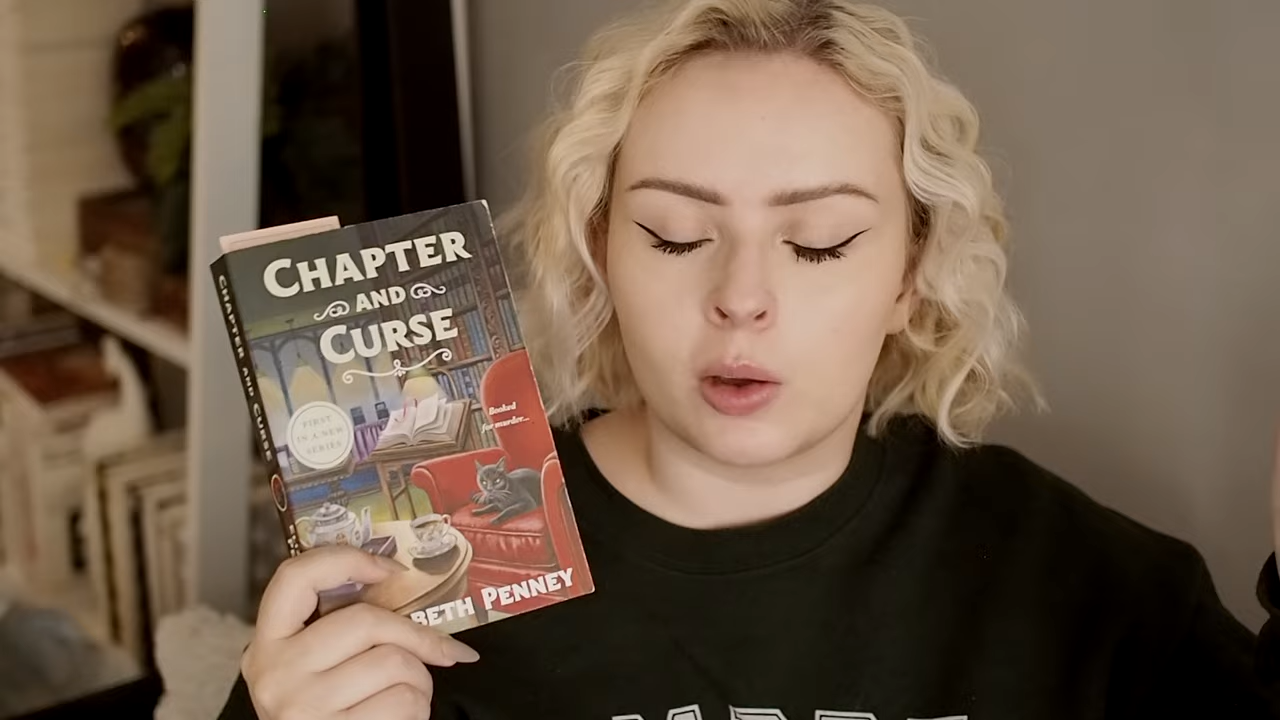 CHAPTER
AND
CURSE
FIRST
IN A NEW
SERIES
Booked
for murder...
BETH PENNEY
CHAPTER AND CURSE